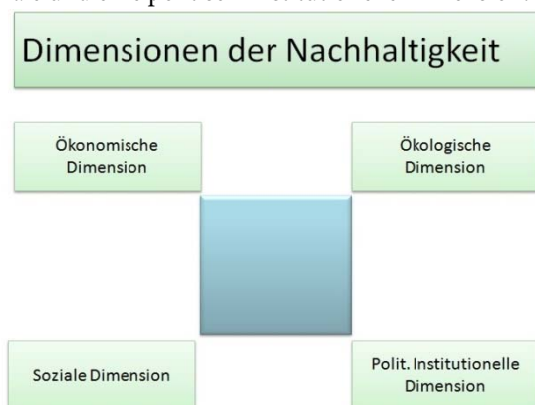 Dimensionen der Nachhaltigkeit
Ökonomische
Dimension
Ökologische
Dimension
Soziale Dimension
Polit. Institutionelle
Dimension